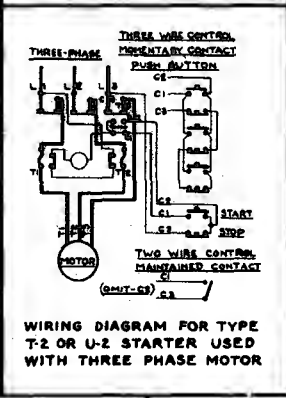 THREE WIRE CONTROL
MOMENTARY CONTACT
PUSH BUTTON
THREE-PHASE
C2
L1
L2
L3
C1
C3
T1
T2
C2
C1
START
C3
STOP
MOTOR
TWO WIRE CONTROL
MAINTAINED CONTACT
C1
(OMIT-C2)
C3
WIRING DIAGRAM FOR TYPE
T-2 OR U-2 STARTER USED
WITH THREE PHASE MOTOR